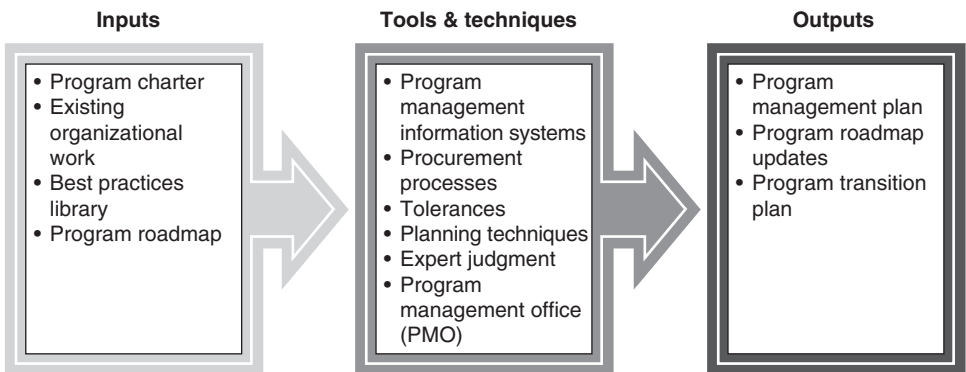 Inputs
• Program charter
• Existing
organizational
work
• Best practices
library
• Program roadmap
Tools & techniques
• Program
management
information systems
• Procurement
processes
• Tolerances
• Planning techniques
• Expert judgment
• Program
management office
(PMO)
Outputs
• Program
management plan
• Program roadmap
updates
• Program transition
plan